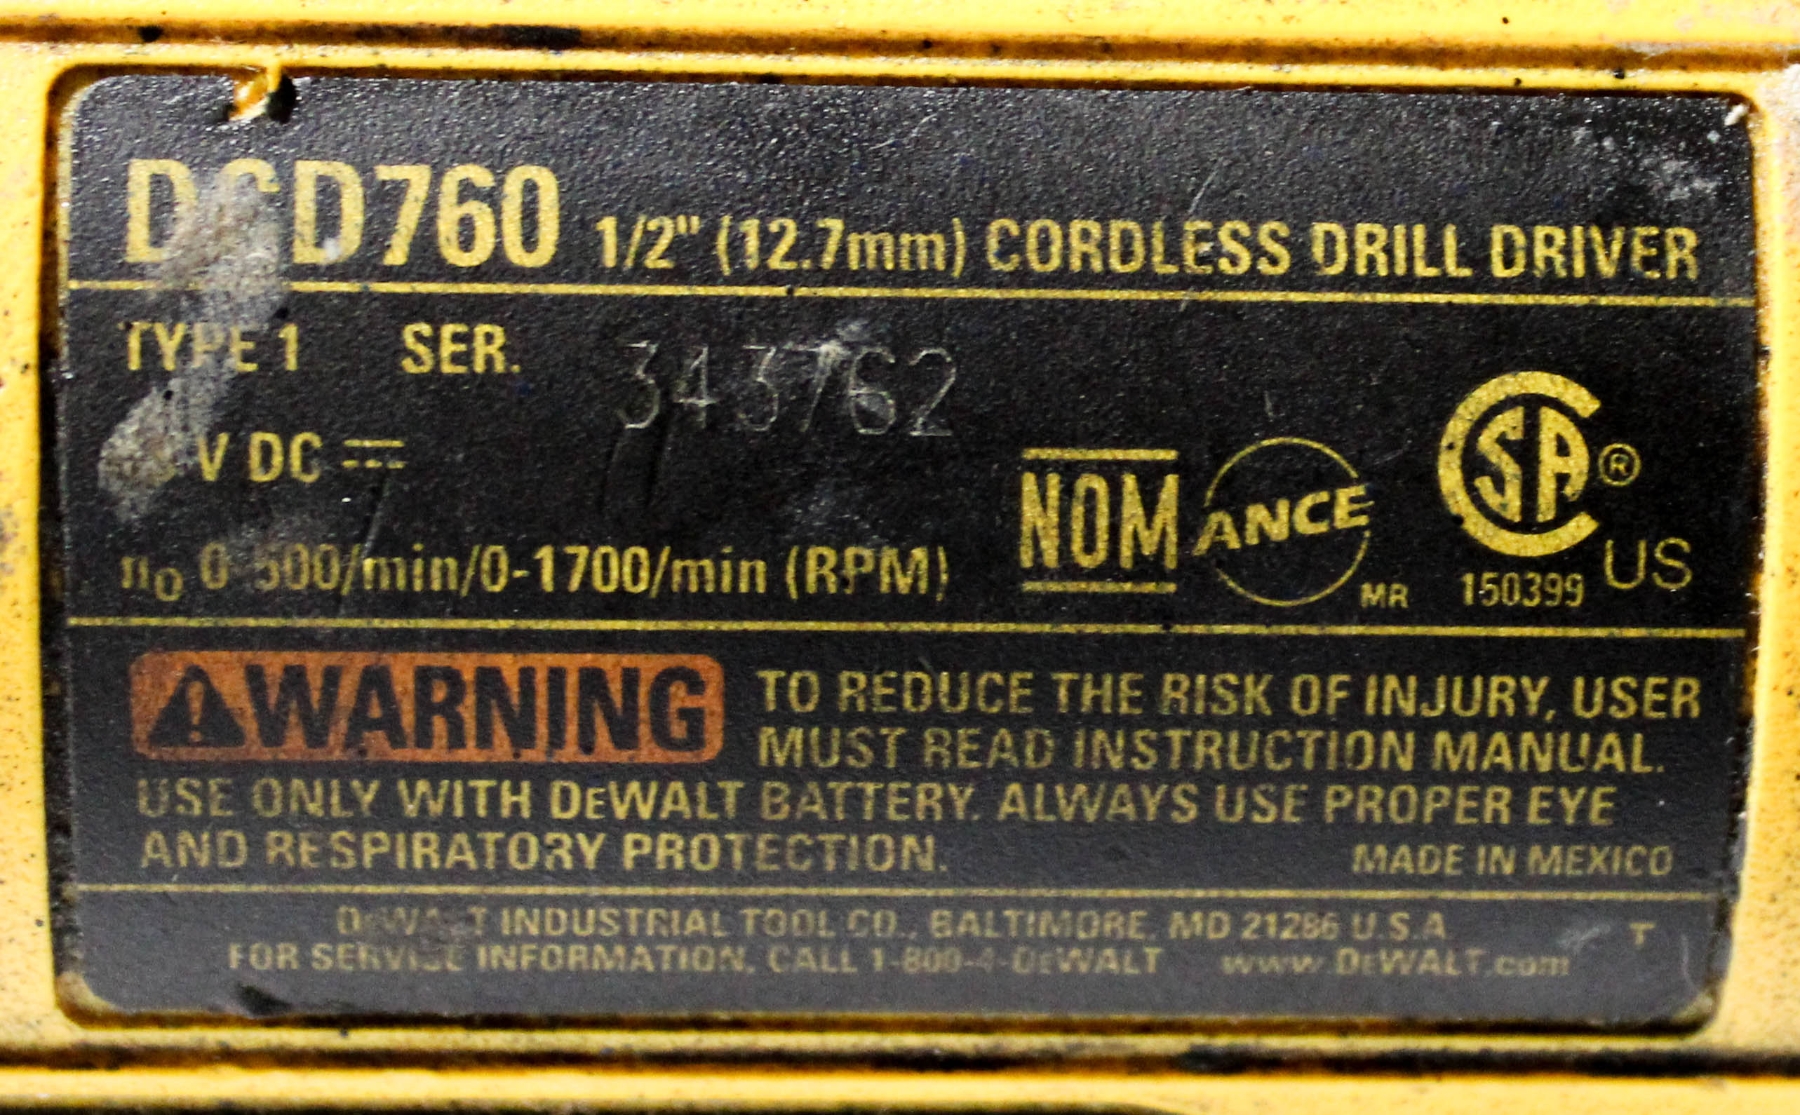 DCD760 1/2" (12.7mm) CORDLESS DRILL DRIVER
TYPE 1 SER. 343762
V DC
n₀ 0-500/min/0-1700/min (RPM)
NOM ANCE MR
CSA ® US
150399
WARNING TO REDUCE THE RISK OF INJURY, USER
MUST READ INSTRUCTION MANUAL.
USE ONLY WITH DeWALT BATTERY. ALWAYS USE PROPER EYE
AND RESPIRATORY PROTECTION.
MADE IN MEXICO
DeWALT INDUSTRIAL TOOL CO., BALTIMORE, MD 21286 U.S.A
T
FOR SERVICE INFORMATION, CALL 1-800-4-DeWALT www.DeWALT.com